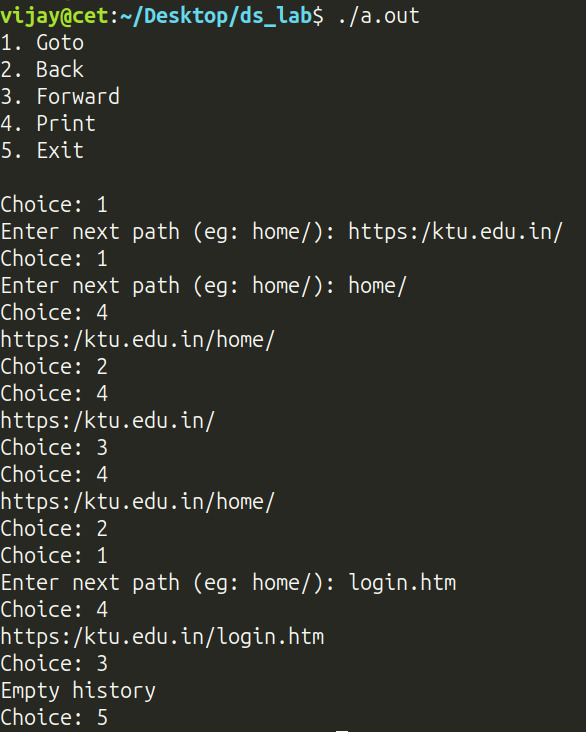 vijay@cet:~/Desktop/ds_lab$ ./a.out
1. Goto
2. Back
3. Forward
4. Print
5. Exit
Choice: 1
Enter next path (eg: home/): https:/ktu.edu.in/
Choice: 1
Enter next path (eg: home/): home/
Choice: 4
https:/ktu.edu.in/home/
Choice: 2
Choice: 4
https:/ktu.edu.in/
Choice: 3
Choice: 4
https:/ktu.edu.in/home/
Choice: 2
Choice: 1
Enter next path (eg: home/): login.htm
Choice: 4
https:/ktu.edu.in/login.htm
Choice: 3
Empty history
Choice: 5